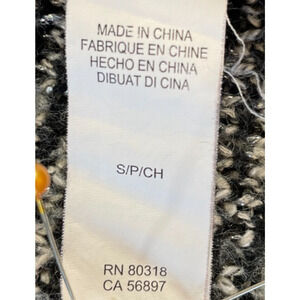 MADE IN CHINA
FABRIQUE EN CHINE
HECHO EN CHINA
DIBUAT DI CINA
S/P/CH
RN 80318
CA 56897